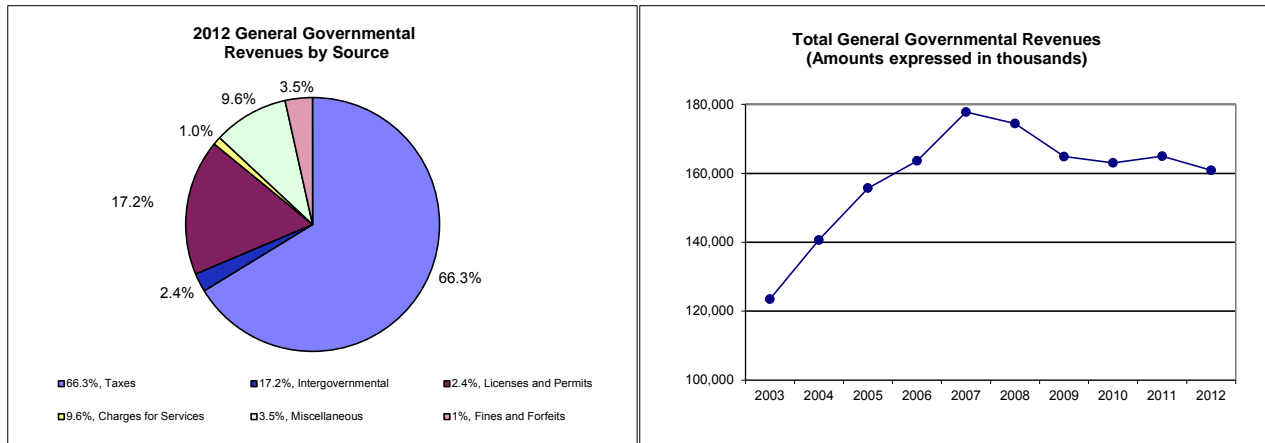 2012 General Governmental
Revenues by Source
3.5%
9.6%
1.0%
17.2%
2.4%
66.3%
66.3%, Taxes
17.2%, Intergovernmental
2.4%, Licenses and Permits
9.6%, Charges for Services
3.5%, Miscellaneous
1%, Fines and Forfeits
Total General Governmental Revenues
(Amounts expressed in thousands)
180,000
160,000
140,000
120,000
100,000
2003 2004 2005 2006 2007 2008 2009 2010 2011 2012